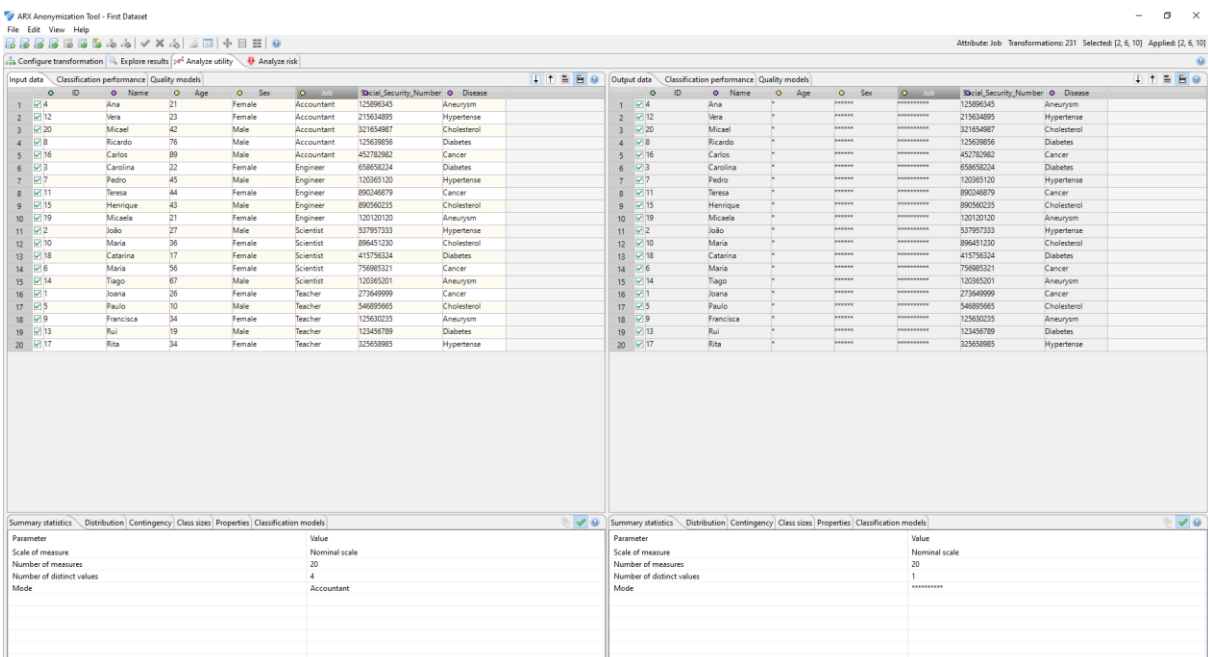 ARX Anonymization Tool - First Dataset
File Edit View Help
Attribute: Job Transformations: 231 Selected: [2, 6, 10] Applied: [2, 6, 10]
Configure transformation Explore results Analyze utility Analyze risk
Input data Classification performance Quality models
ID Name Age Sex Job Social_Security_Number Disease
1 4 Ana 21 Female Accountant 125896345 Aneurysm
2 12 Vera 23 Female Accountant 215634895 Hypertense
3 20 Micael 42 Male Accountant 321654987 Cholesterol
4 8 Ricardo 76 Male Accountant 125639856 Diabetes
5 16 Carlos 89 Male Accountant 452782982 Cancer
6 3 Carolina 22 Female Engineer 658658224 Diabetes
7 7 Pedro 45 Male Engineer 120365120 Hypertense
8 11 Teresa 44 Female Engineer 890246879 Cancer
9 15 Henrique 43 Male Engineer 890560235 Cholesterol
10 19 Micaela 21 Female Engineer 120120120 Aneurysm
11 2 João 27 Male Scientist 537957333 Hypertense
12 10 Maria 36 Female Scientist 896451230 Cholesterol
13 18 Catarina 17 Female Scientist 415756324 Diabetes
14 6 Maria 56 Female Scientist 756985321 Cancer
15 14 Tiago 67 Male Scientist 120365201 Aneurysm
16 1 Joana 26 Female Teacher 273649999 Cancer
17 5 Paulo 10 Male Teacher 546895665 Cholesterol
18 9 Francisca 34 Female Teacher 125630235 Aneurysm
19 13 Rui 19 Male Teacher 123456789 Diabetes
20 17 Rita 34 Female Teacher 325658985 Hypertense
Output data Classification performance Quality models
ID Name Age Sex Job Social_Security_Number Disease
1 4 Ana * ****** ********** 125896345 Aneurysm
2 12 Vera * ****** ********** 215634895 Hypertense
3 20 Micael * ****** ********** 321654987 Cholesterol
4 8 Ricardo * ****** ********** 125639856 Diabetes
5 16 Carlos * ****** ********** 452782982 Cancer
6 3 Carolina * ****** ********** 658658224 Diabetes
7 7 Pedro * ****** ********** 120365120 Hypertense
8 11 Teresa * ****** ********** 890246879 Cancer
9 15 Henrique * ****** ********** 890560235 Cholesterol
10 19 Micaela * ****** ********** 120120120 Aneurysm
11 2 João * ****** ********** 537957333 Hypertense
12 10 Maria * ****** ********** 896451230 Cholesterol
13 18 Catarina * ****** ********** 415756324 Diabetes
14 6 Maria * ****** ********** 756985321 Cancer
15 14 Tiago * ****** ********** 120365201 Aneurysm
16 1 Joana * ****** ********** 273649999 Cancer
17 5 Paulo * ****** ********** 546895665 Cholesterol
18 9 Francisca * ****** ********** 125630235 Aneurysm
19 13 Rui * ****** ********** 123456789 Diabetes
20 17 Rita * ****** ********** 325658985 Hypertense
Summary statistics Distribution Contingency Class sizes Properties Classification models
Parameter Value
Scale of measure Nominal scale
Number of measures 20
Number of distinct values 4
Mode Accountant
Summary statistics Distribution Contingency Class sizes Properties Classification models
Parameter Value
Scale of measure Nominal scale
Number of measures 20
Number of distinct values 1
Mode **********